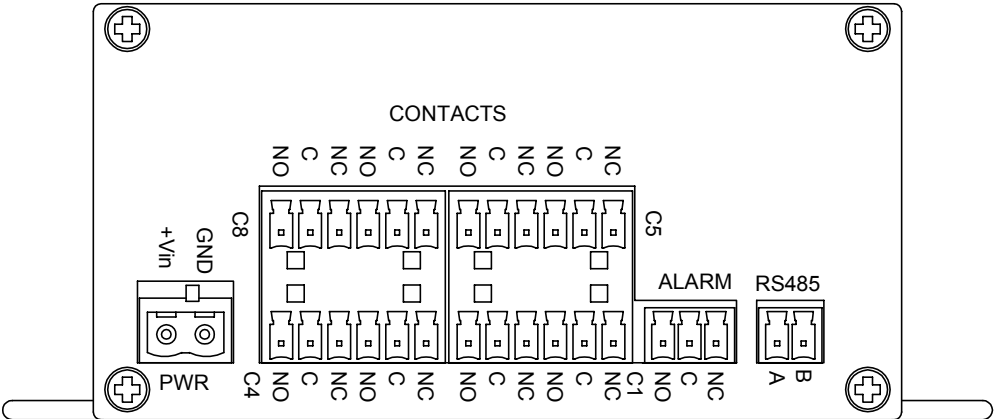 CONTACTS
NO C NC NO C NC NO C NC NO C NC
C8
C5
+Vin
GND
ALARM
RS485
PWR
C4
NO C NC NO C NC NO C NC NO C NC
C1
NO C NC
A B